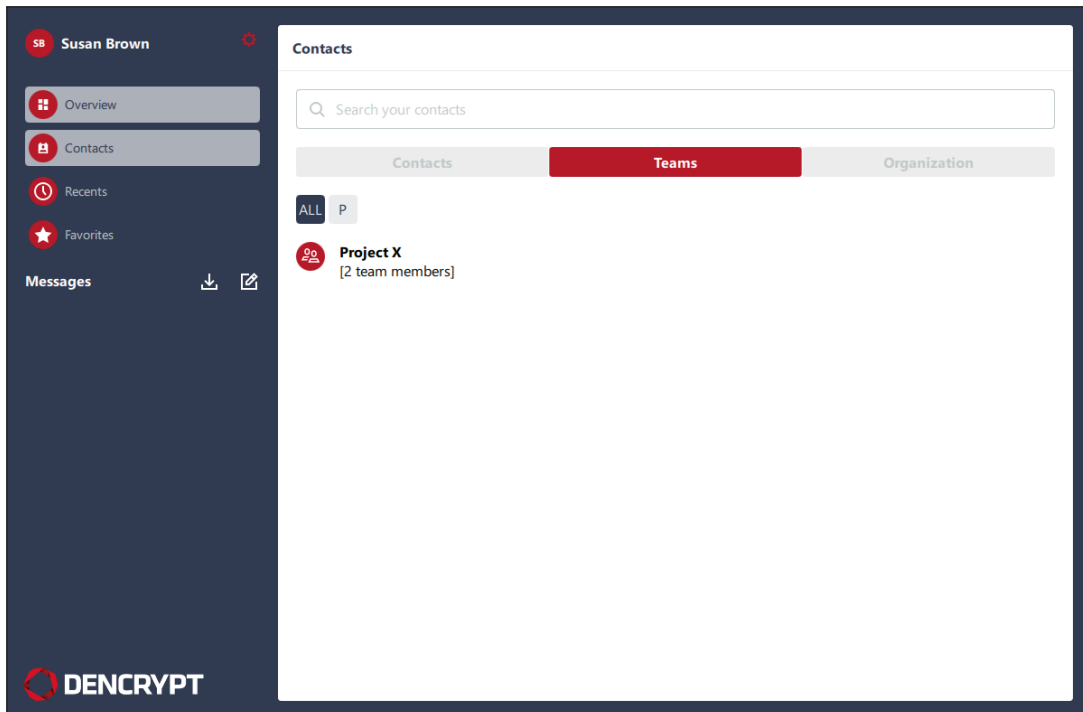 SB Susan Brown
Overview
Contacts
Recents
Favorites
Messages
DENCRYPT
Contacts
Search your contacts
Contacts Teams Organization
ALL P
Project X
[2 team members]